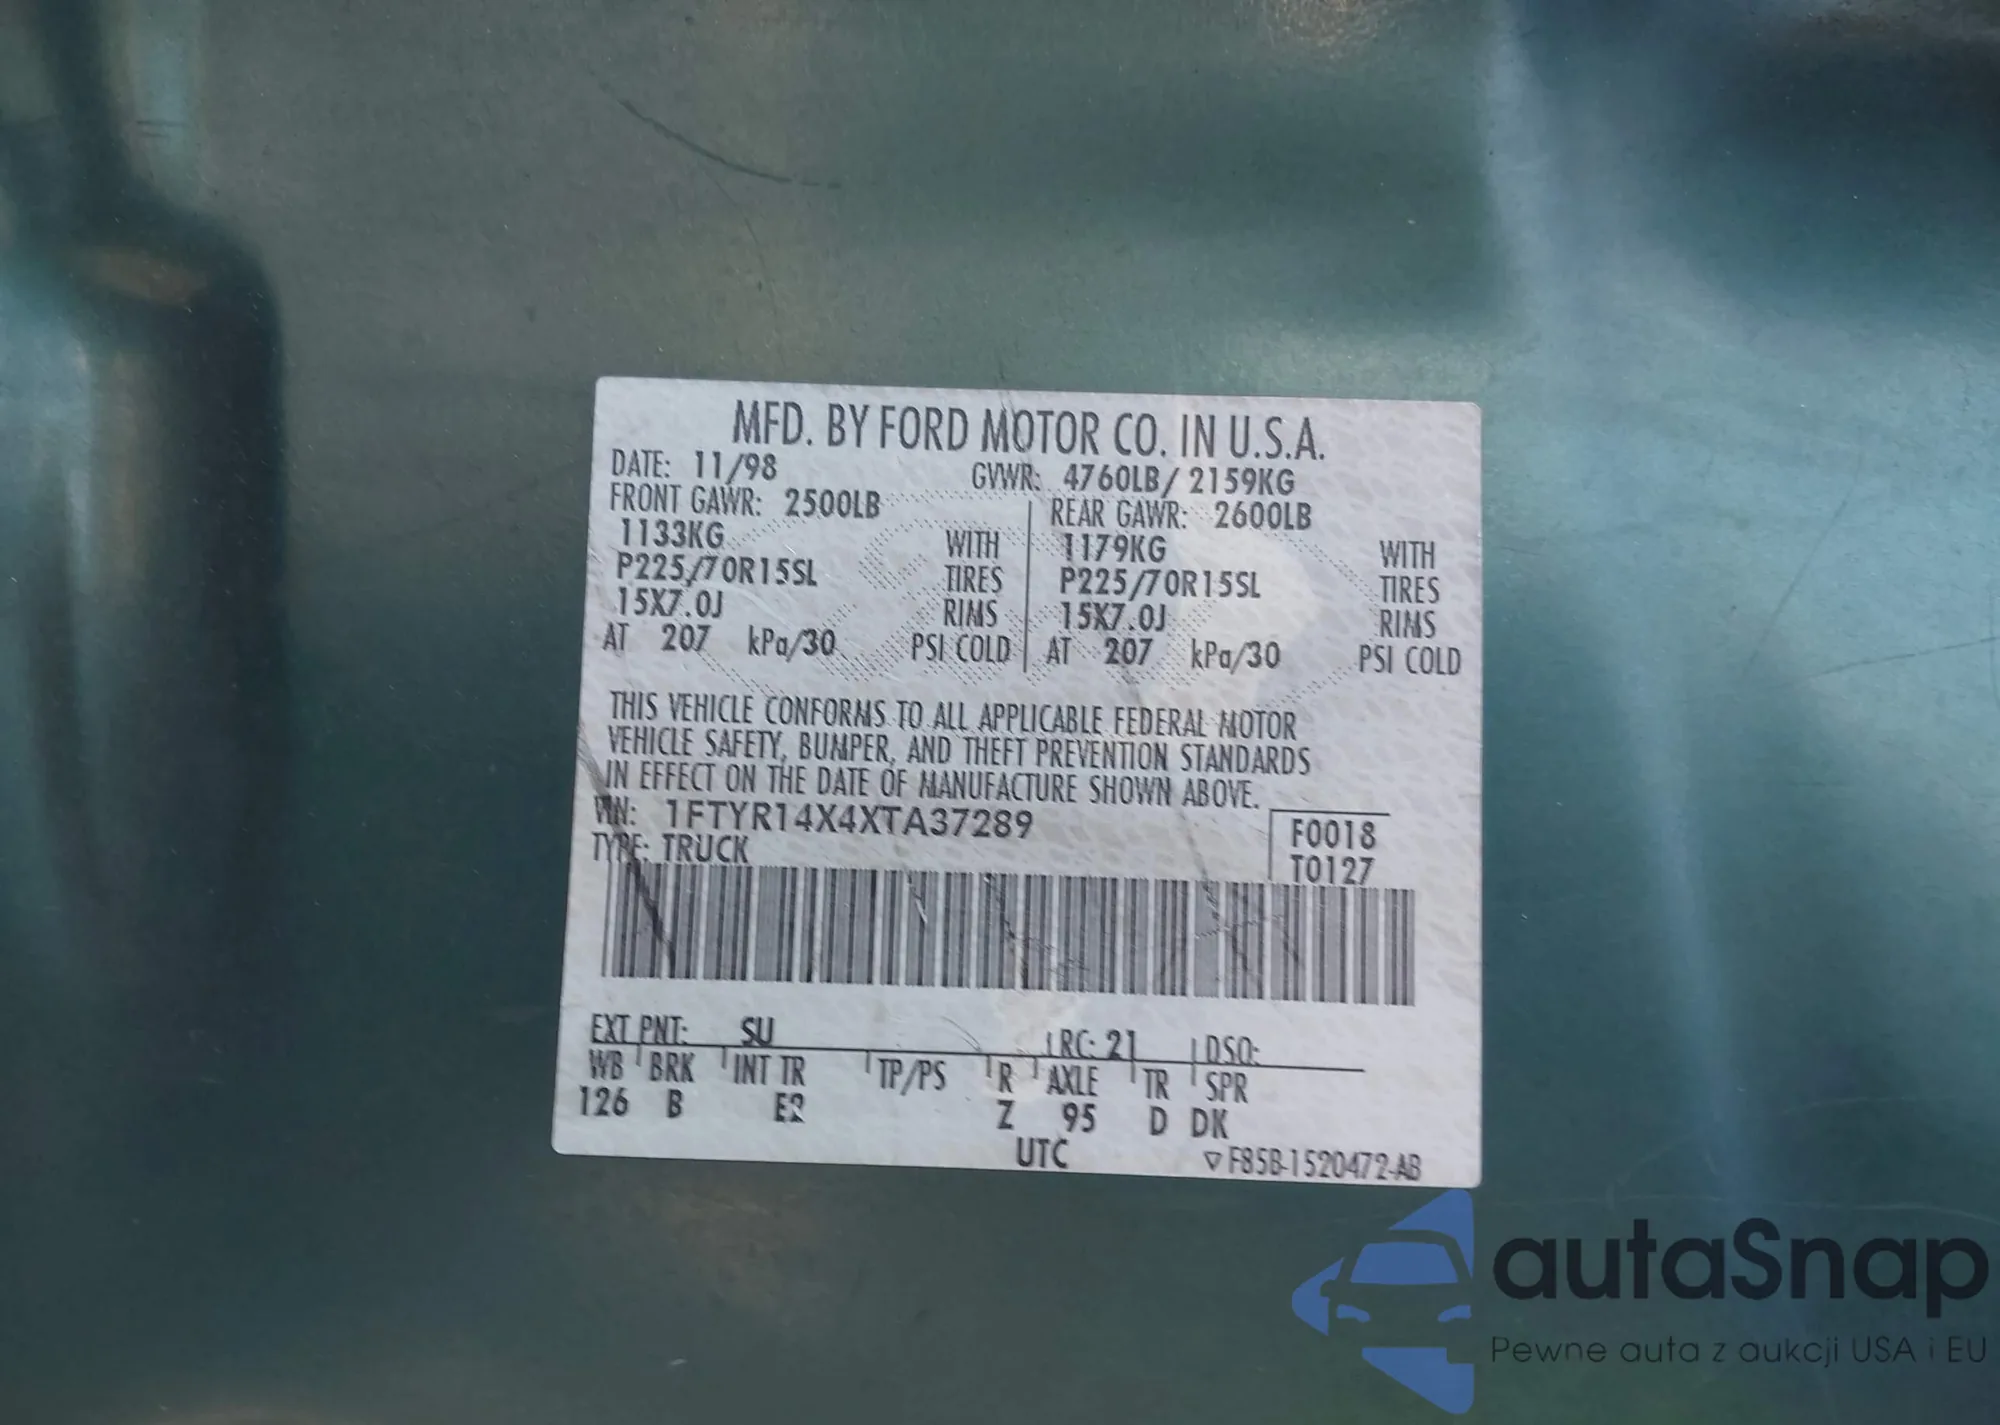 MFD. BY FORD MOTOR CO. IN U.S.A.
DATE: 11/98 GVWR: 4760LB/ 2159KG
FRONT GAWR: 2500LB REAR GAWR: 2600LB
1133KG WITH 1179KG WITH
P225/70R15SL TIRES P225/70R15SL TIRES
15X7.0J RIMS 15X7.0J RIMS
AT 207 kPa/30 PSI COLD AT 207 kPa/30 PSI COLD
THIS VEHICLE CONFORMS TO ALL APPLICABLE FEDERAL MOTOR
VEHICLE SAFETY, BUMPER, AND THEFT PREVENTION STANDARDS
IN EFFECT ON THE DATE OF MANUFACTURE SHOWN ABOVE.
VIN: 1FTYR14X4XTA37289 F0018
TYPE: TRUCK T0127
EXT PNT: SU RC: 21 DSO:
WB BRK INT TR TP/PS R AXLE TR SPR
126 B E2 Z 95 D DK
UTC ▽ F85B-1520472-AB
autaSnap
Pewne auta z aukcji USA i EU